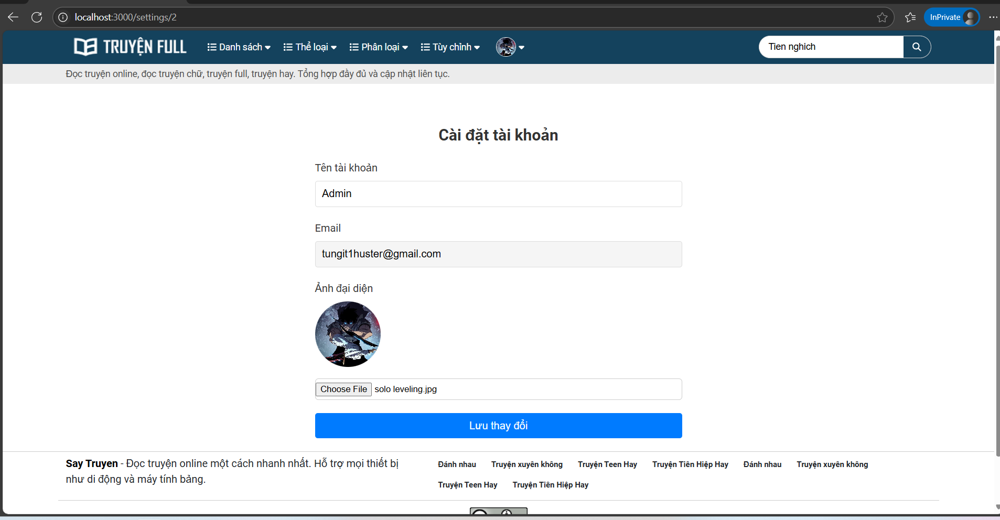 localhost:3000/settings/2
InPrivate
TRUYỆN FULL
Danh sách
Thể loại
Phân loại
Tùy chỉnh
Tien nghich
Đọc truyện online, đọc truyện chữ, truyện full, truyện hay. Tổng hợp đầy đủ và cập nhật liên tục.
Cài đặt tài khoản
Tên tài khoản
Admin
Email
tungit1huster@gmail.com
Ảnh đại diện
Choose File solo leveling.jpg
Lưu thay đổi
Say Truyen - Đọc truyện online một cách nhanh nhất. Hỗ trợ mọi thiết bị
như di động và máy tính bảng.
Đánh nhau Truyện xuyên không Truyện Teen Hay Truyện Tiên Hiệp Hay Đánh nhau Truyện xuyên không
Truyện Teen Hay Truyện Tiên Hiệp Hay